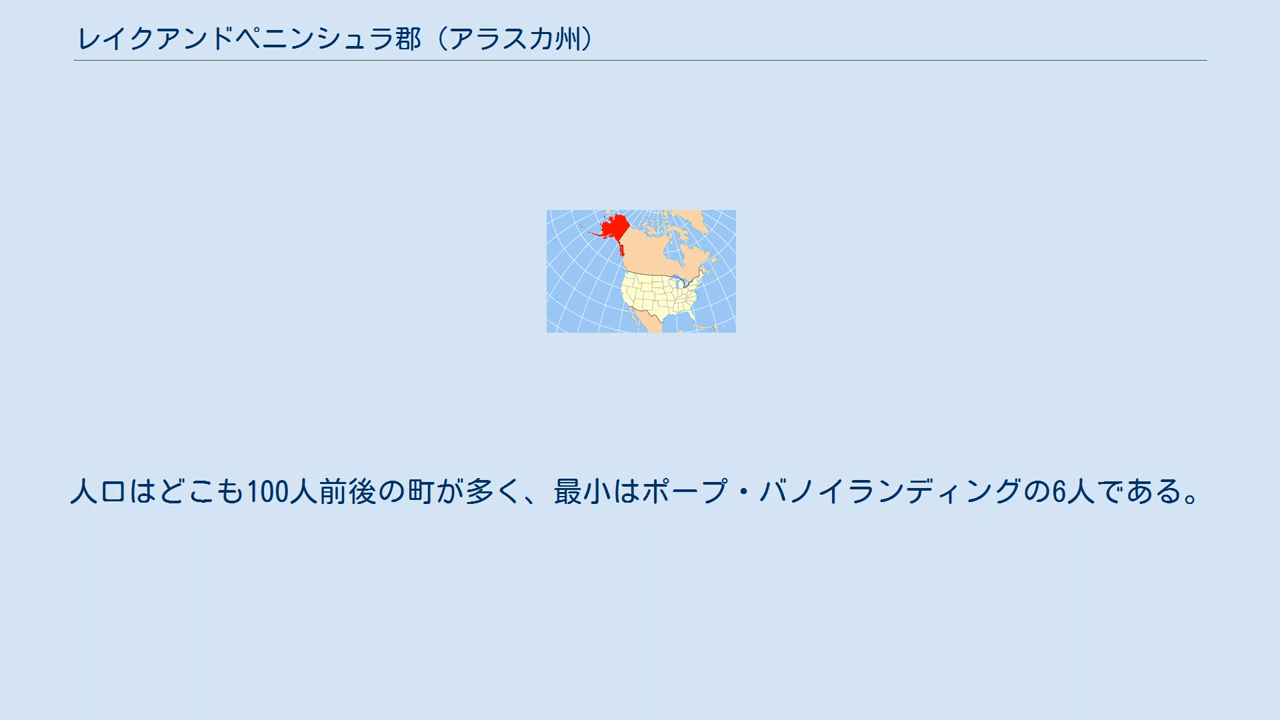 レイクアンドペニンシュラ郡（アラスカ州）
人口はどこも100人前後の町が多く、最小はポープ・バノイランディングの6人である。